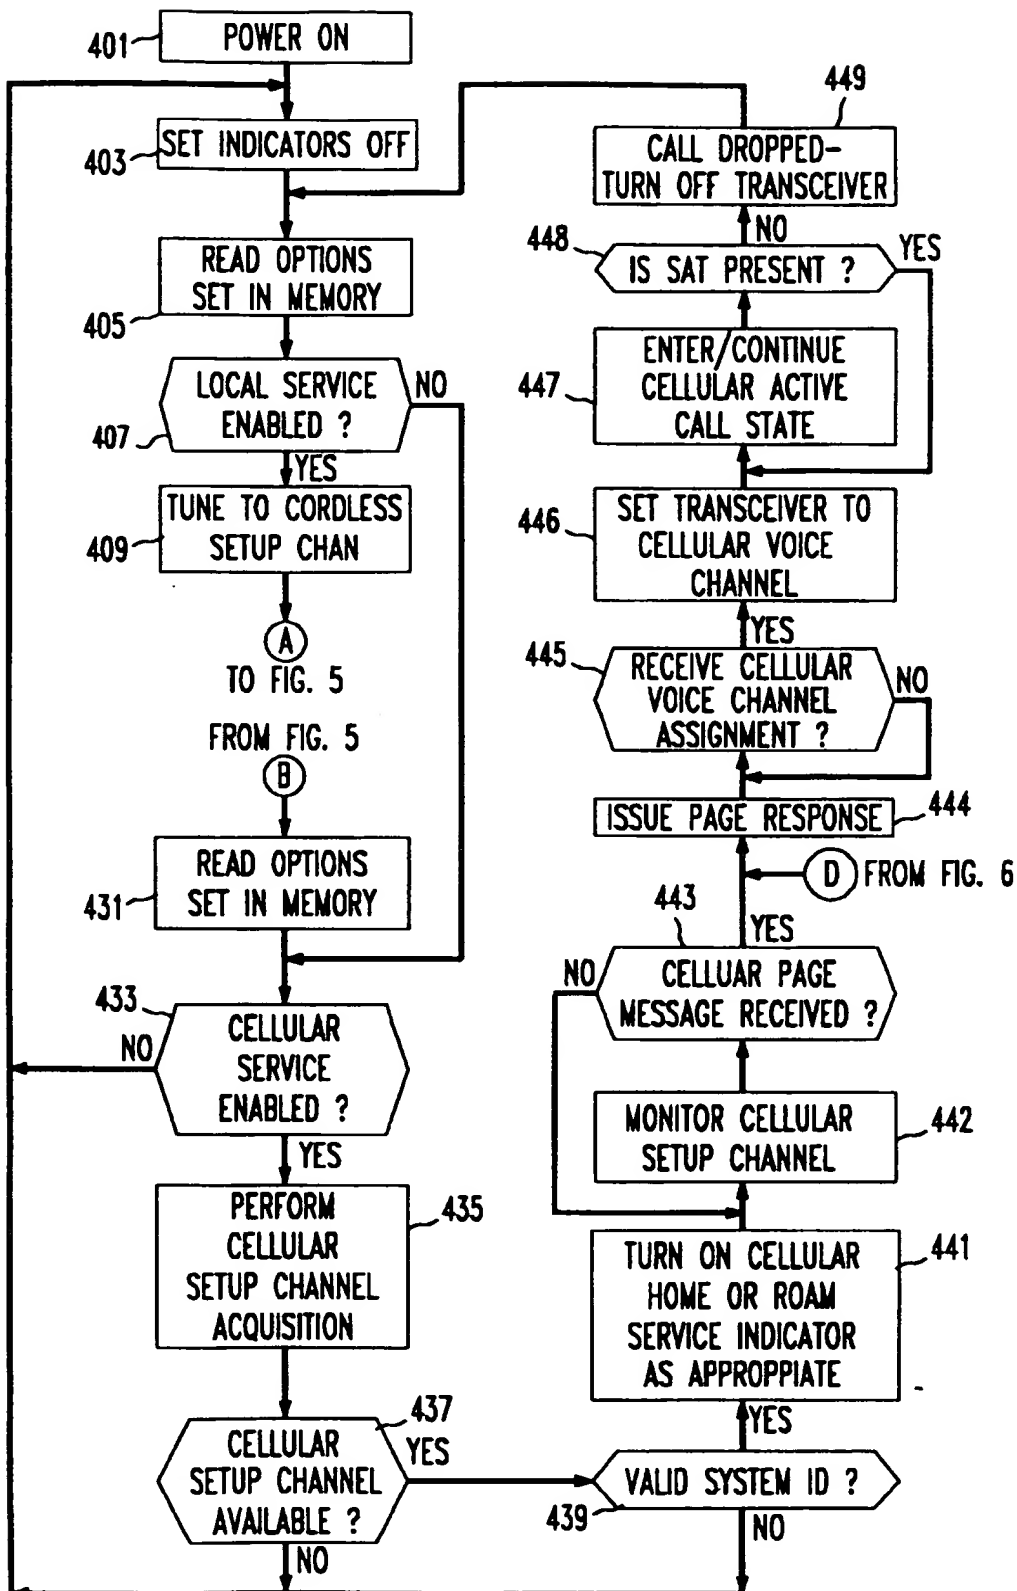 401
POWER ON
403
SET INDICATORS OFF
READ OPTIONS
SET IN MEMORY
405
LOCAL SERVICE
ENABLED ?
NO
407
YES
TUNE TO CORDLESS
SETUP CHAN
409
A
TO FIG. 5
FROM FIG. 5
B
READ OPTIONS
SET IN MEMORY
431
433
CELLULAR
SERVICE
ENABLED ?
NO
YES
PERFORM
CELLULAR
SETUP CHANNEL
ACQUISITION
435
437
CELLULAR
SETUP CHANNEL
AVAILABLE ?
YES
NO
449
CALL DROPPED-
TURN OFF TRANSCEIVER
NO
448
IS SAT PRESENT ?
YES
ENTER/CONTINUE
CELLULAR ACTIVE
CALL STATE
447
SET TRANSCEIVER TO
CELLULAR VOICE
CHANNEL
446
YES
445
RECEIVE CELLULAR
VOICE CHANNEL
ASSIGNMENT ?
NO
ISSUE PAGE RESPONSE
444
D
FROM FIG. 6
443
YES
NO
CELLUAR PAGE
MESSAGE RECEIVED ?
MONITOR CELLULAR
SETUP CHANNEL
442
TURN ON CELLULAR
HOME OR ROAM
SERVICE INDICATOR
AS APPROPPIATE
441
YES
VALID SYSTEM ID ?
439
NO